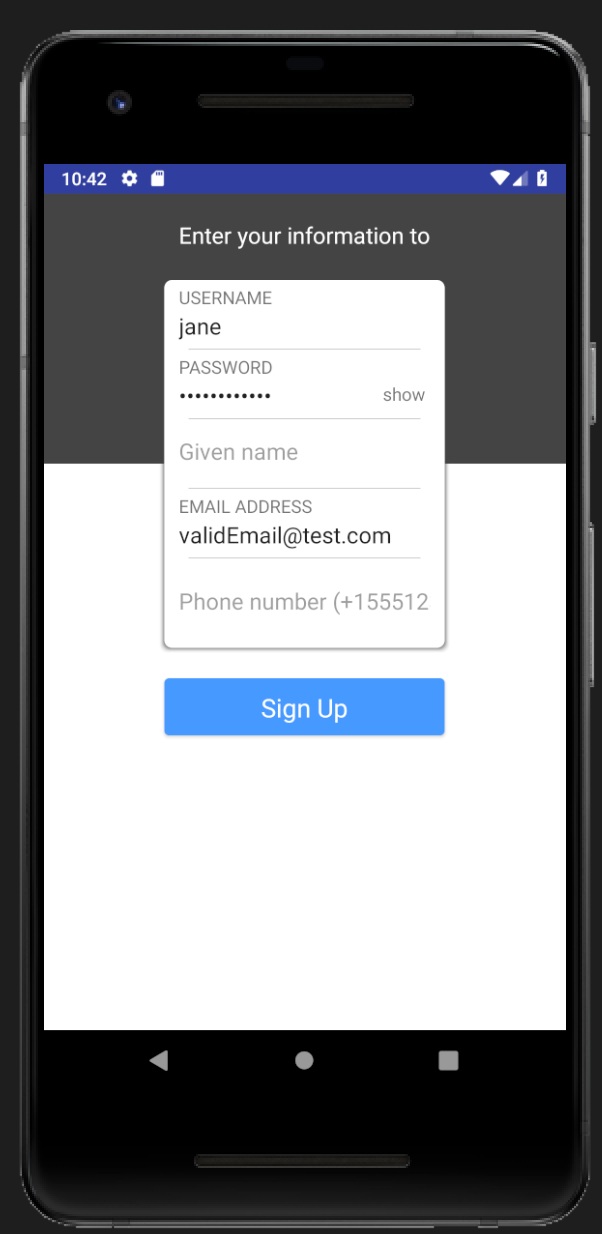 10:42
Enter your information to
USERNAME
jane
PASSWORD
•••••••••••• show
Given name
EMAIL ADDRESS
validEmail@test.com
Phone number (+155512
Sign Up